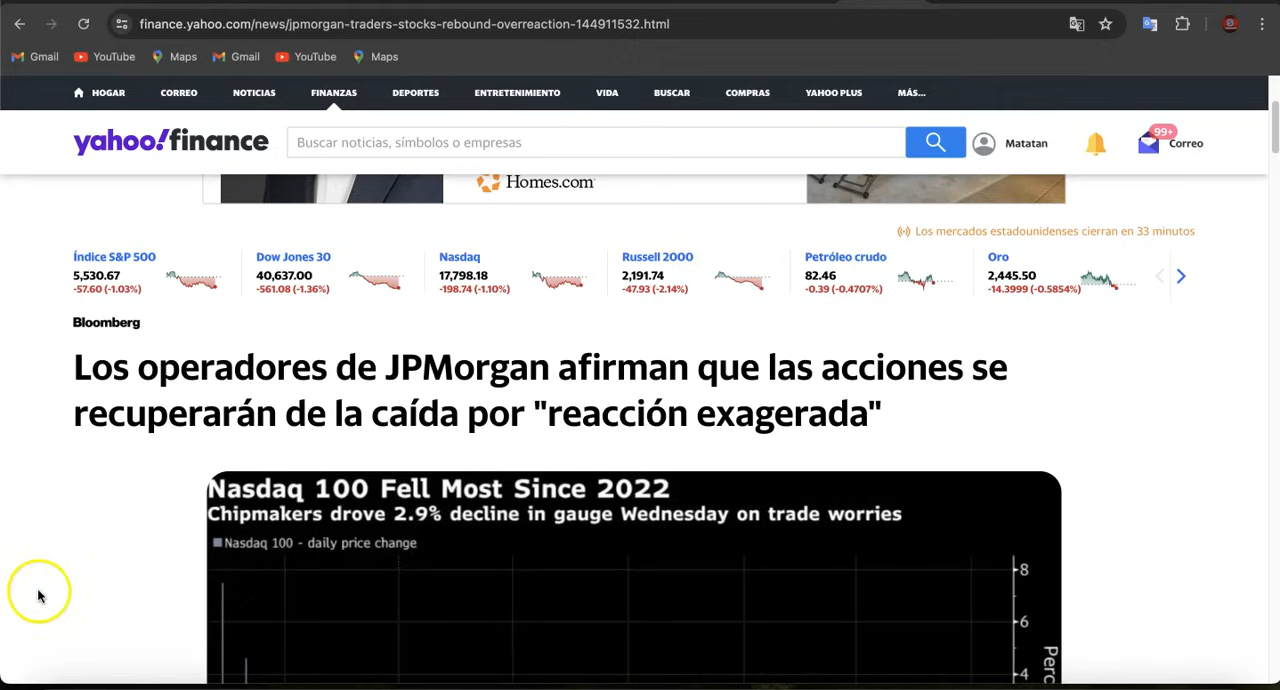 finance.yahoo.com/news/jpmorgan-traders-stocks-rebound-overreaction-144911532.html
Gmail YouTube Maps Gmail YouTube Maps
HOGAR CORREO NOTICIAS FINANZAS DEPORTES ENTRETENIMIENTO VIDA BUSCAR COMPRAS YAHOO PLUS MÁS...
yahoo!finance Buscar noticias, símbolos o empresas Matatan 99+ Correo
Homes.com
Los mercados estadounidenses cierran en 33 minutos
Índice S&P 500 Dow Jones 30 Nasdaq Russell 2000 Petróleo crudo Oro
5,530.67 40,637.00 17,798.18 2,191.74 82.46 2,445.50
-57.60 (-1.03%) -561.08 (-1.36%) -198.74 (-1.10%) -47.93 (-2.14%) -0.39 (-0.4707%) -14.3999 (-0.5854%)
Bloomberg
Los operadores de JPMorgan afirman que las acciones se
recuperarán de la caída por "reacción exagerada"
Nasdaq 100 Fell Most Since 2022
Chipmakers drove 2.9% decline in gauge Wednesday on trade worries
Nasdaq 100 - daily price change
8
6
4
Perc